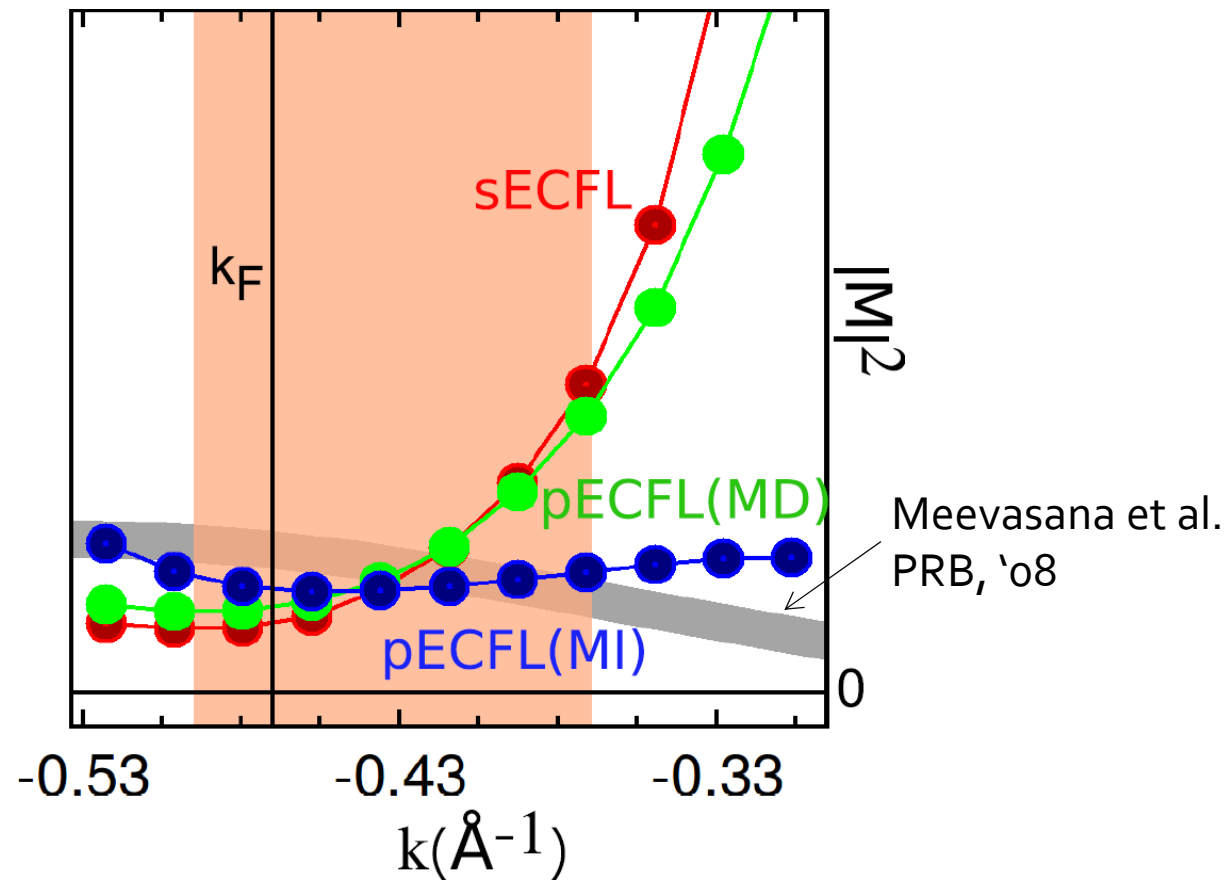 sECFL
kF
|M|2
pECFL(MD)
Meevasana et al.
PRB, ‘08
pECFL(MI)
0
-0.53
-0.43
-0.33
k(Å-1)